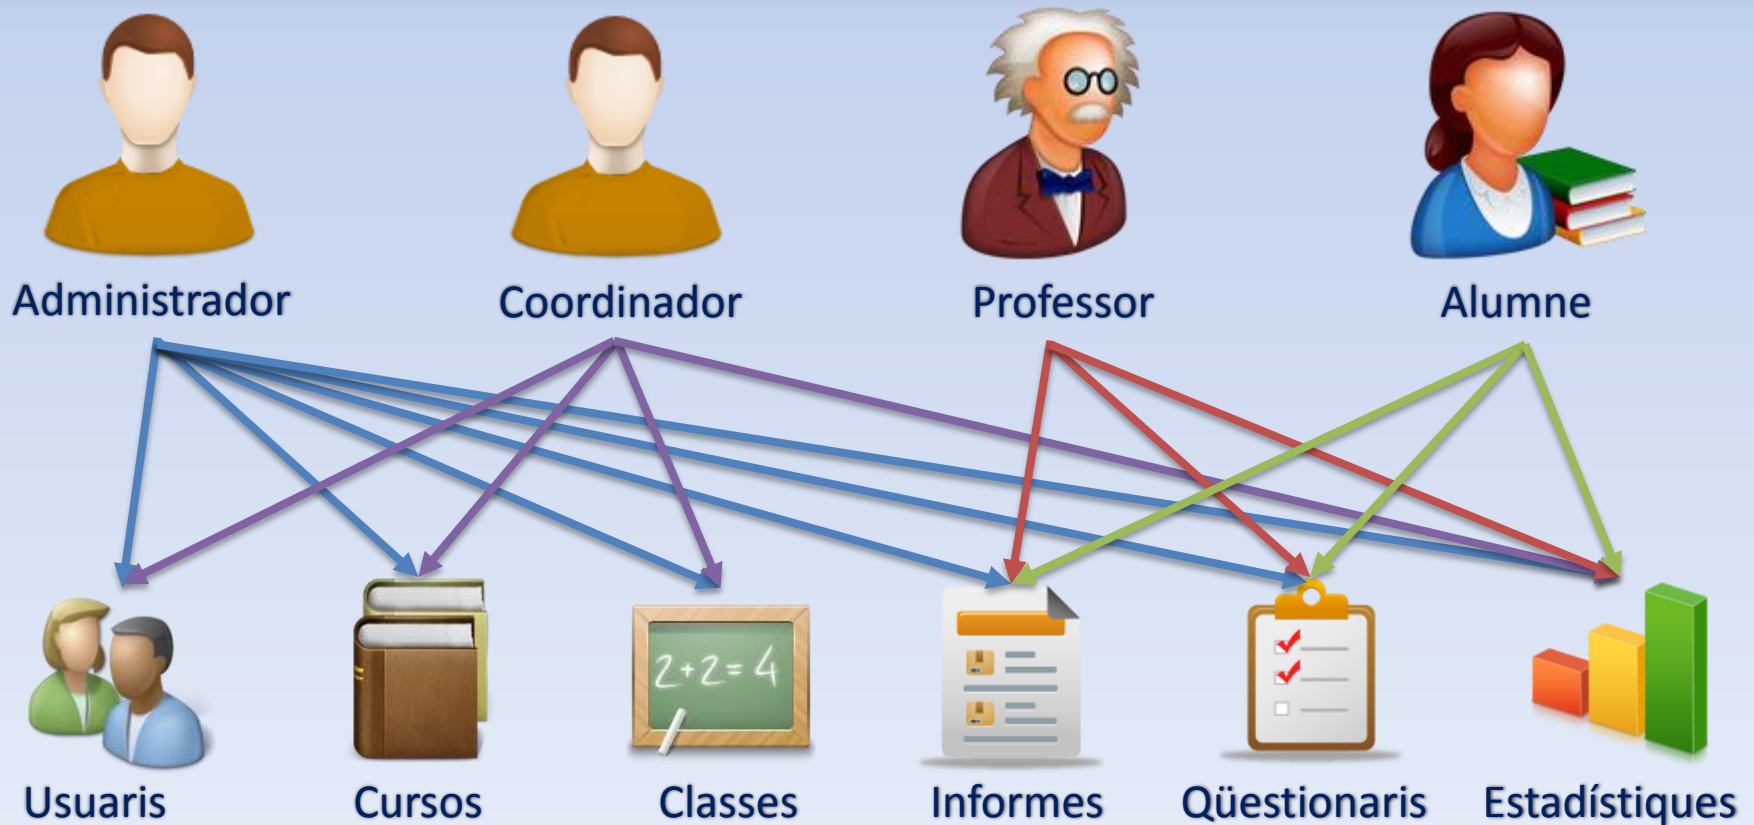 Administrador
Coordinador
Professor
Alumne
2+2=4
Usuaris
Cursos
Classes
Informes
Qüestionaris
Estadístiques